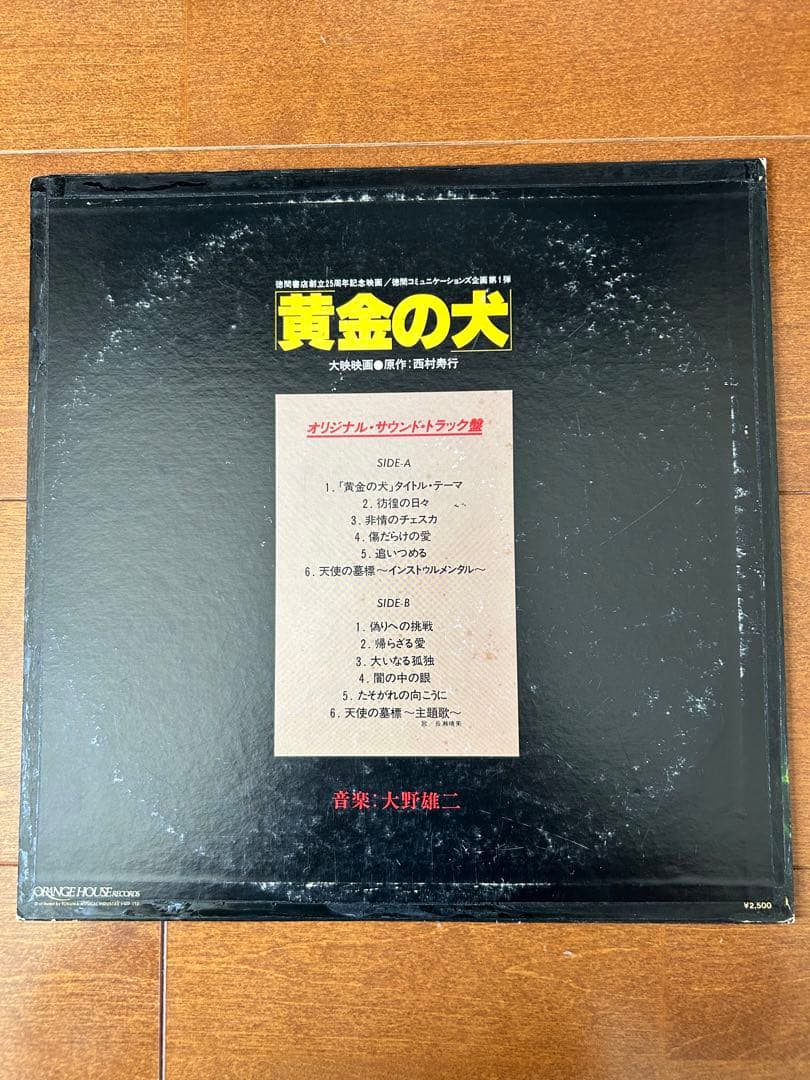 徳間書店創立25周年記念映画／徳間コミュニケーションズ企画第1弾
「黄金の犬」
大映映画●原作:西村寿行
オリジナル・サウンド・トラック盤
SIDE-A
1.「黄金の犬」タイトル・テーマ
2. 彷徨の日々
3. 非情のチェスカ
4. 傷だらけの愛
5. 追いつめる
6. 天使の墓標〜インストゥルメンタル〜
SIDE-B
1. 偽りへの挑戦
2. 帰らざる愛
3. 大いなる孤独
4. 闇の中の眼
5. たそがれの向こうに
6. 天使の墓標〜主題歌〜
歌／長瀬晴美
音楽:大野雄二
ORANGE HOUSE RECORDS
¥2,500